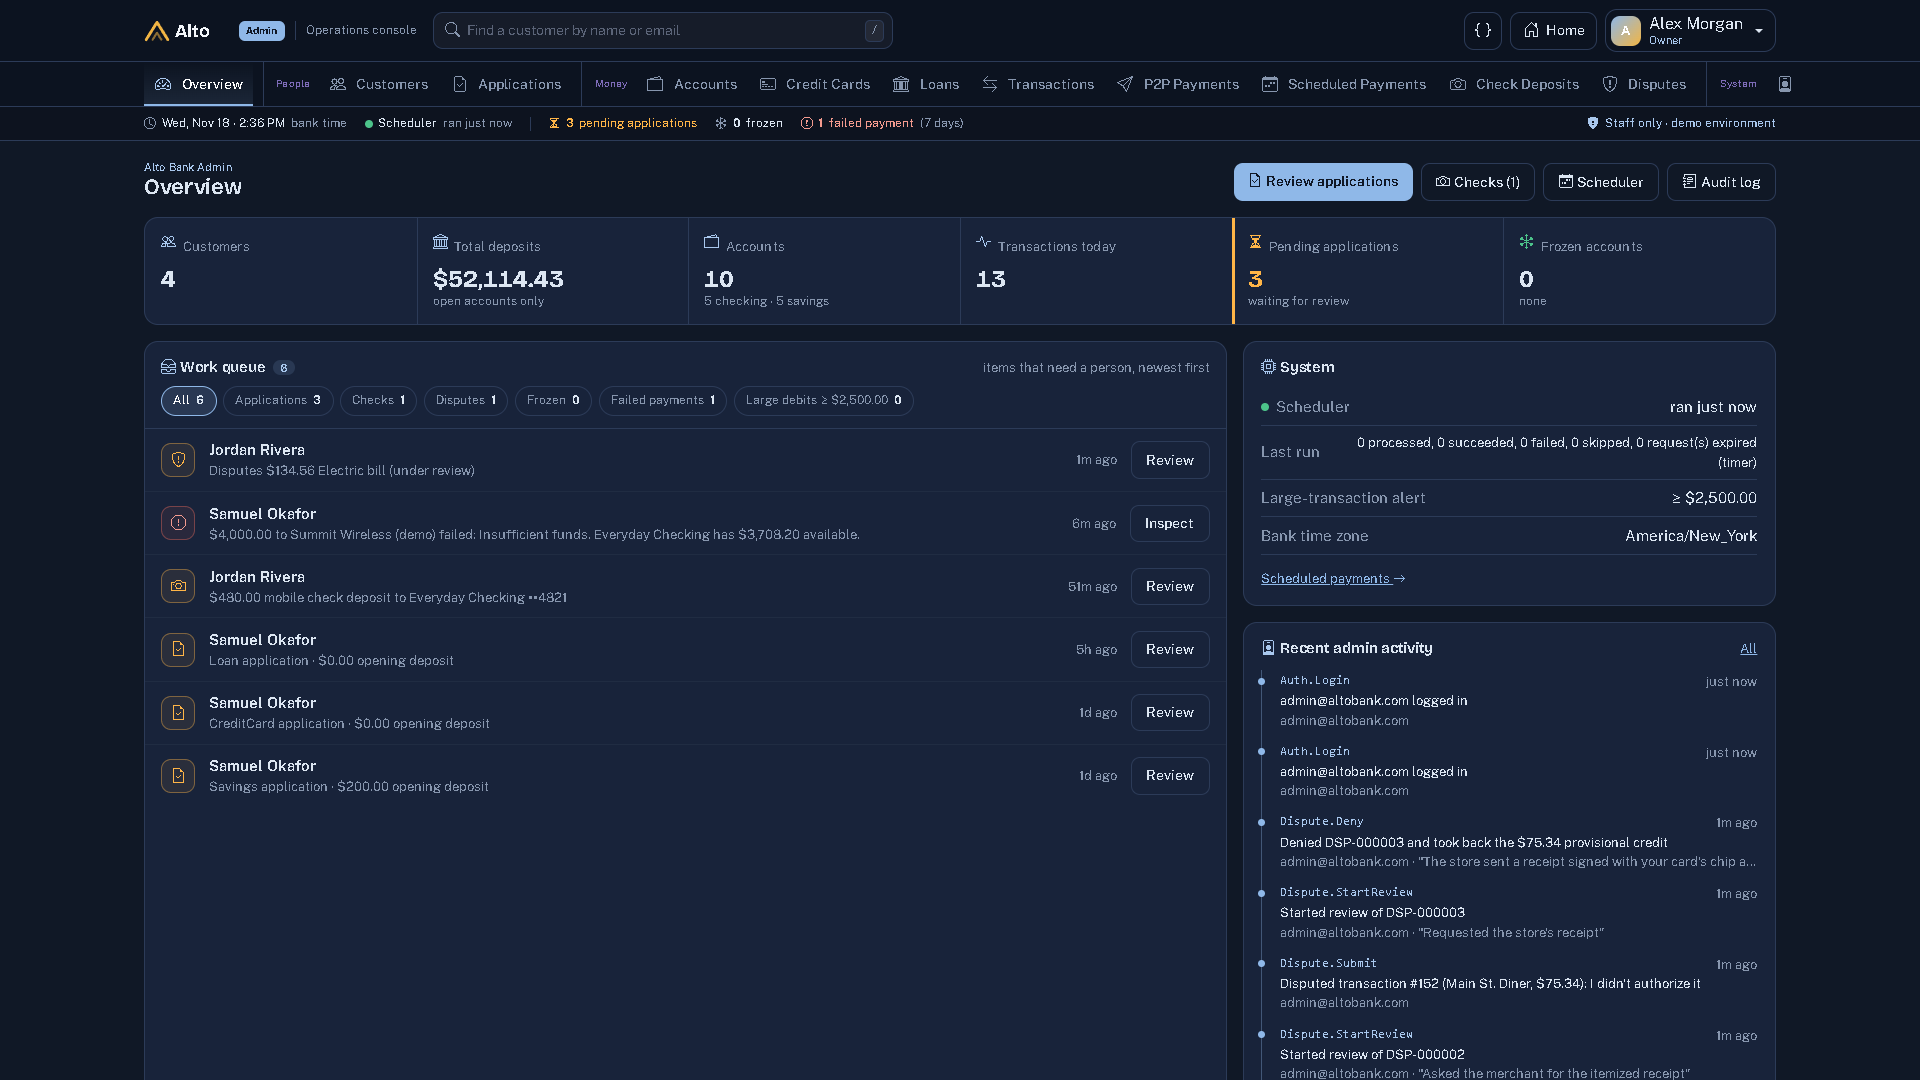 Alto Admin Operations console Find a customer by name or email / { } Home A Alex Morgan
Owner
Overview People Customers Applications Money Accounts Credit Cards Loans Transactions P2P Payments Scheduled Payments Check Deposits Disputes System
Wed, Nov 18 · 2:36 PM bank time Scheduler ran just now 3 pending applications 0 frozen 1 failed payment (7 days) Staff only · demo environment
Alto Bank Admin
Overview
Review applications Checks (1) Scheduler Audit log
Customers
4
Total deposits
$52,114.43
open accounts only
Accounts
10
5 checking · 5 savings
Transactions today
13
Pending applications
3
waiting for review
Frozen accounts
0
none
Work queue 6 items that need a person, newest first
All 6 Applications 3 Checks 1 Disputes 1 Frozen 0 Failed payments 1 Large debits ≥ $2,500.00 0
Jordan Rivera
Disputes $134.56 Electric bill (under review)
1m ago Review
Samuel Okafor
$4,000.00 to Summit Wireless (demo) failed: Insufficient funds. Everyday Checking has $3,708.20 available.
6m ago Inspect
Jordan Rivera
$480.00 mobile check deposit to Everyday Checking ••4821
51m ago Review
Samuel Okafor
Loan application · $0.00 opening deposit
5h ago Review
Samuel Okafor
CreditCard application · $0.00 opening deposit
1d ago Review
Samuel Okafor
Savings application · $200.00 opening deposit
1d ago Review
System
Scheduler ran just now
Last run 0 processed, 0 succeeded, 0 failed, 0 skipped, 0 request(s) expired
(timer)
Large-transaction alert ≥ $2,500.00
Bank time zone America/New_York
Scheduled payments →
Recent admin activity All
Auth.Login just now
admin@altobank.com logged in
admin@altobank.com
Auth.Login just now
admin@altobank.com logged in
admin@altobank.com
Dispute.Deny 1m ago
Denied DSP-000003 and took back the $75.34 provisional credit
admin@altobank.com · "The store sent a receipt signed with your card's chip a...
Dispute.StartReview 1m ago
Started review of DSP-000003
admin@altobank.com · "Requested the store's receipt"
Dispute.Submit 1m ago
Disputed transaction #152 (Main St. Diner, $75.34): I didn't authorize it
admin@altobank.com
Dispute.StartReview 1m ago
Started review of DSP-000002
admin@altobank.com · "Asked the merchant for the itemized receipt"